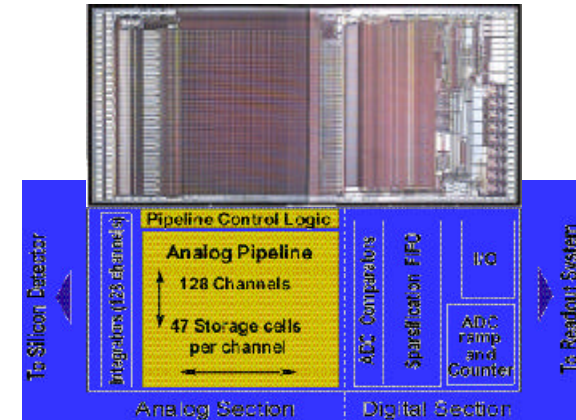 To Silicon Detector
Integrators (128 channels)
Pipeline Control Logic
Analog Pipeline
128 Channels
47 Storage cells
per channel
ADC Comparators
Sparsification FIFO
I/O
ADC
ramp
and
Counter
To Readout System
Analog Section
Digital Section